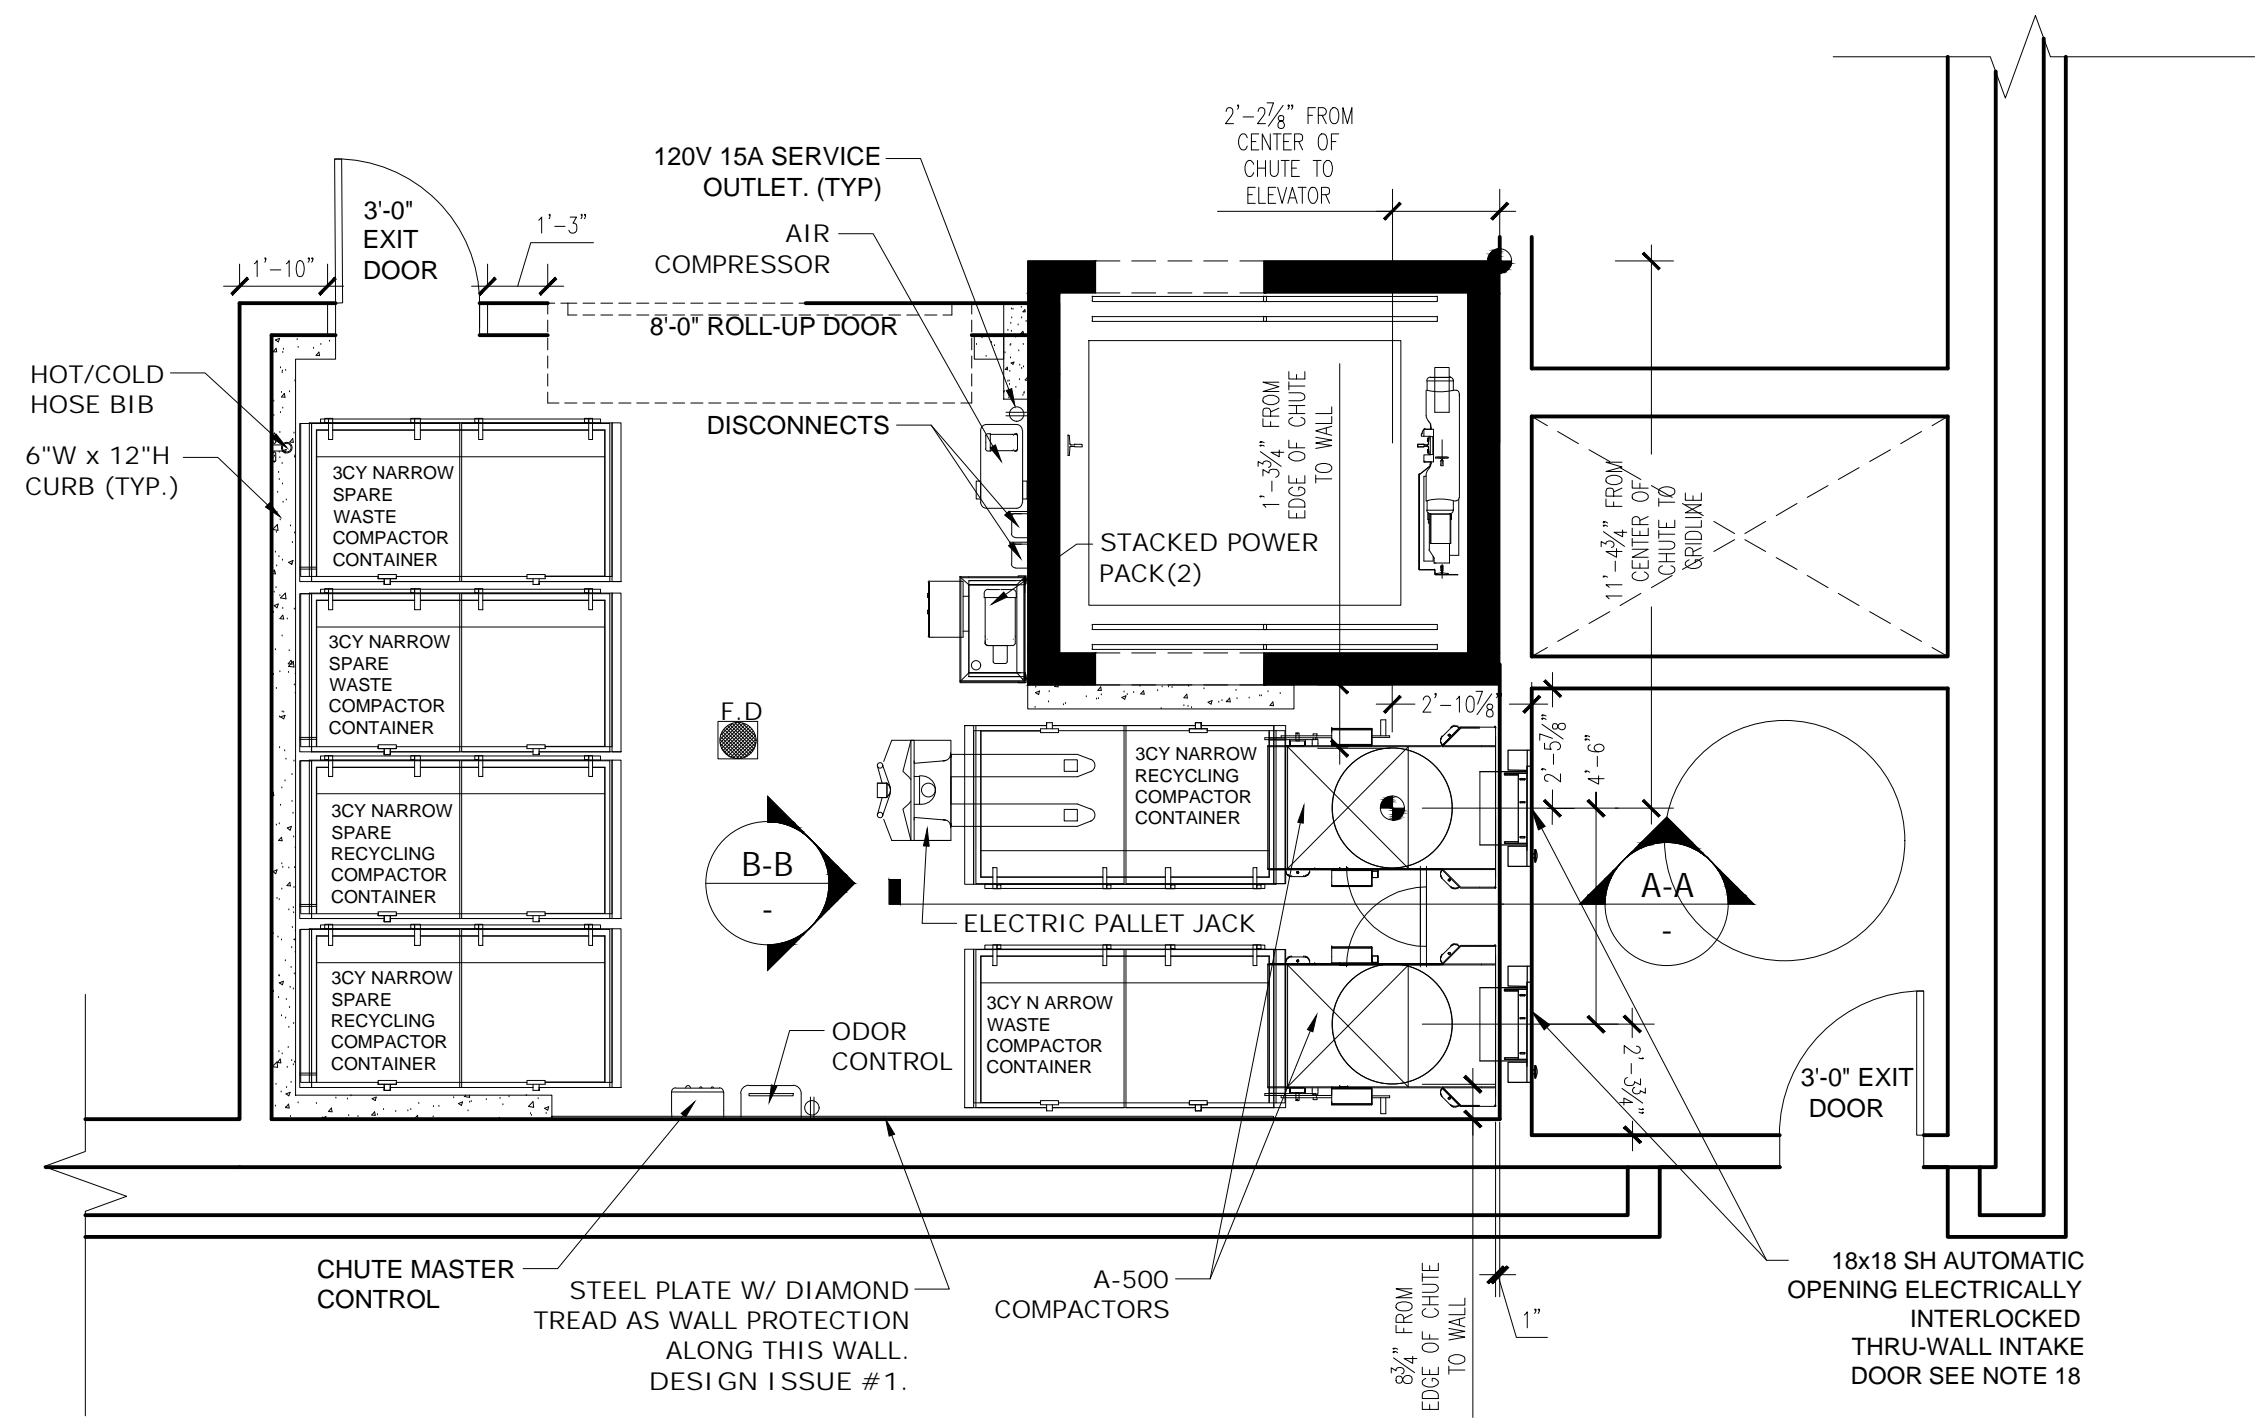 2'-2⅞" FROM
CENTER OF
CHUTE TO
ELEVATOR
120V 15A SERVICE
OUTLET. (TYP)
3'-0"
EXIT
DOOR
1'-3"
AIR
COMPRESSOR
1'-10"
8'-0" ROLL-UP DOOR
HOT/COLD
HOSE BIB
6"W x 12"H
CURB (TYP.)
DISCONNECTS
1'-3¾" FROM
EDGE OF CHUTE
TO WALL
11'-4¾" FROM
CENTER OF
CHUTE TO
GRIDLINE
STACKED POWER
PACK(2)
3CY NARROW
SPARE
WASTE
COMPACTOR
CONTAINER
3CY NARROW
SPARE
WASTE
COMPACTOR
CONTAINER
F.D
2'-10⅞"
2'-5⅞"
4'-6"
3CY NARROW
RECYCLING
COMPACTOR
CONTAINER
3CY NARROW
SPARE
RECYCLING
COMPACTOR
CONTAINER
B-B
-
A-A
-
ELECTRIC PALLET JACK
3CY NARROW
SPARE
RECYCLING
COMPACTOR
CONTAINER
3CY N ARROW
WASTE
COMPACTOR
CONTAINER
ODOR
CONTROL
2'-3¾"
3'-0" EXIT
DOOR
CHUTE MASTER
CONTROL
STEEL PLATE W/ DIAMOND
TREAD AS WALL PROTECTION
ALONG THIS WALL.
DESIGN ISSUE #1.
A-500
COMPACTORS
8¾" FROM
EDGE OF CHUTE
TO WALL
1"
18x18 SH AUTOMATIC
OPENING ELECTRICALLY
INTERLOCKED
THRU-WALL INTAKE
DOOR SEE NOTE 18